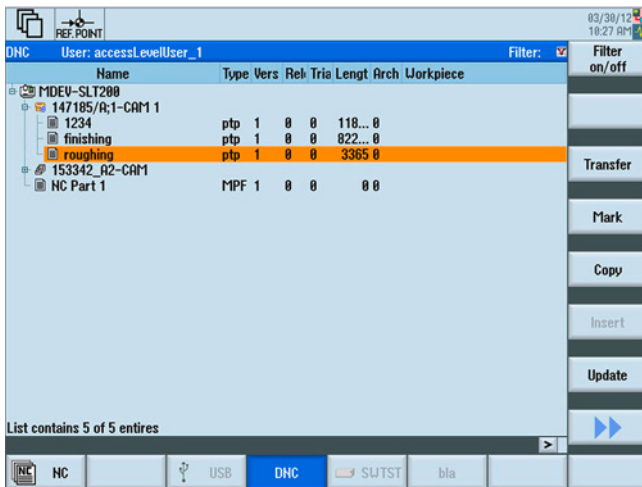 REF.POINT
03/30/12
10:27 AM
DNC User: accessLevelUser_1 Filter:
Filter on/off
Name Type Vers Rel Tria Lengt Arch Workpiece
MDEV-SLT200
147185/A;1-CAM 1
1234 ptp 1 0 0 118... 0
finishing ptp 1 0 0 822... 0
roughing ptp 1 0 0 3365 0
153342_A2-CAM
NC Part 1 MPF 1 0 0 0 0
Transfer
Mark
Copy
Insert
Update
List contains 5 of 5 entires
>
NC NC USB DNC SWTST bla